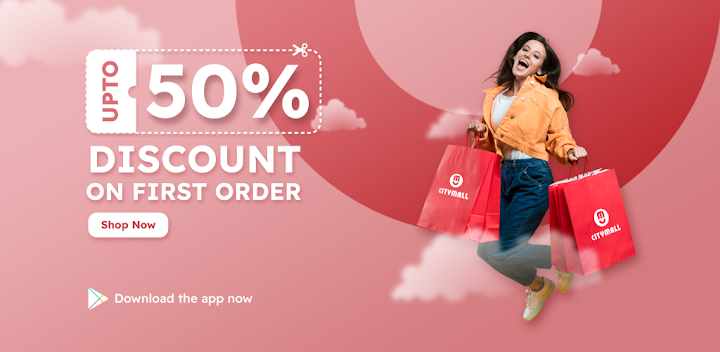 UPTO
50%
DISCOUNT
ON FIRST ORDER
Shop Now
Download the app now
CITYMALL
CITYMALL